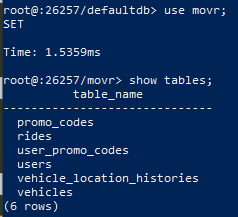 root@:26257/defaultdb> use movr;
SET

Time: 1.5359ms

root@:26257/movr> show tables;
          table_name
------------------------------
  promo_codes
  rides
  user_promo_codes
  users
  vehicle_location_histories
  vehicles
(6 rows)